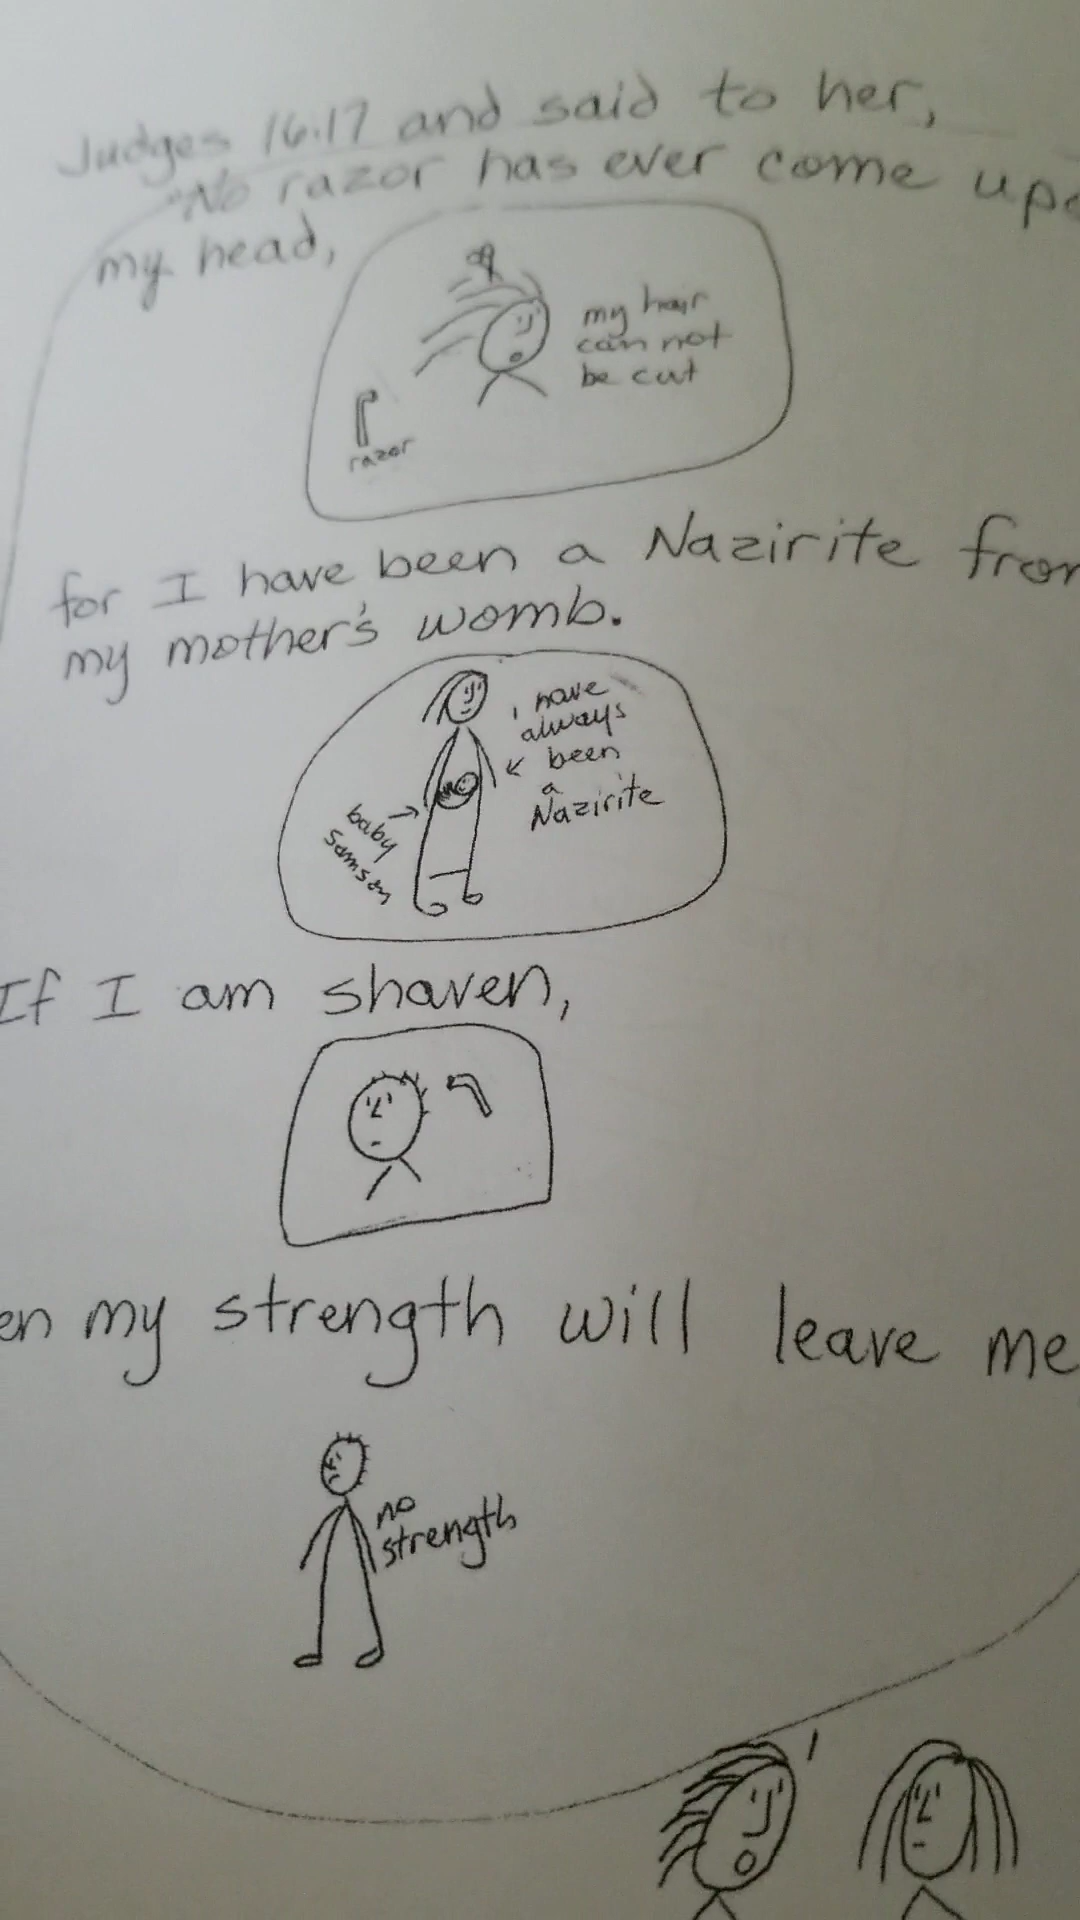 Judges 16:17 and said to her,
"No razor has ever come upo
my head,
my hair
can not
be cut
razor
for I have been a Nazirite from
my mother's womb.
I have
always
been
a
Nazirite
baby
Samson
If I am shaven,
en my strength will leave me
no
strength